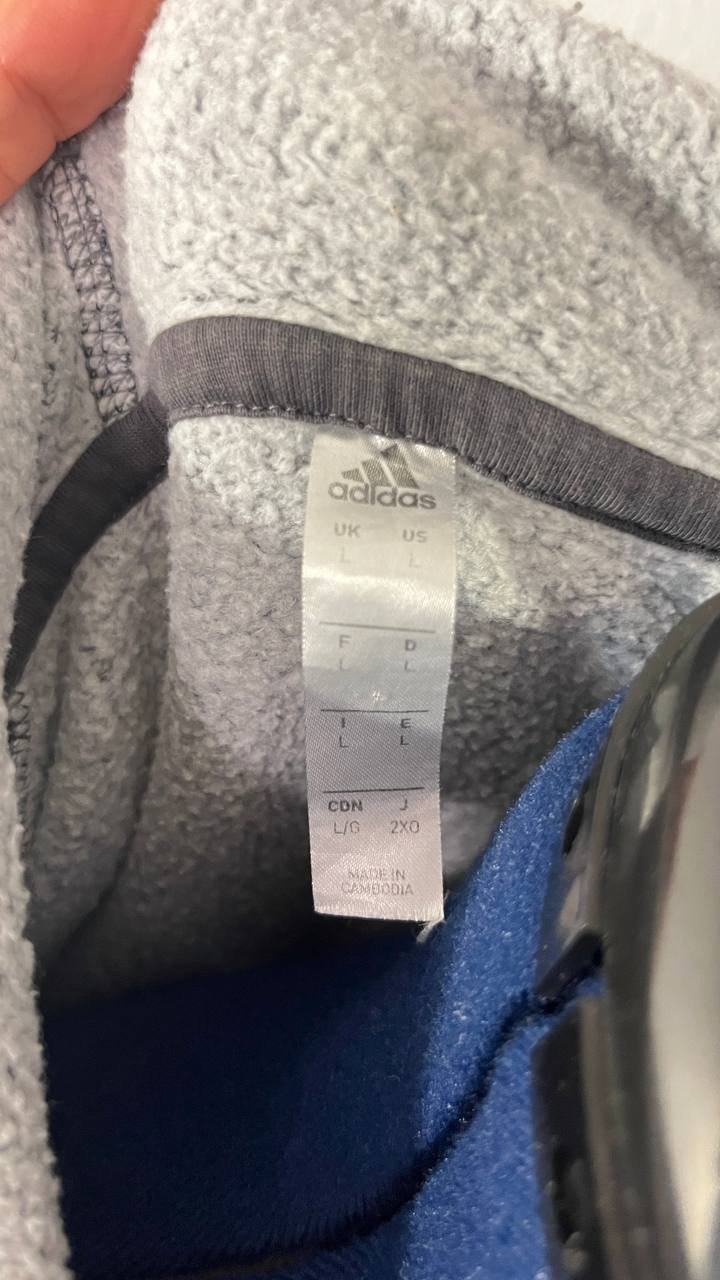 adidas
UK US
L L
F D
L L
I E
L L
CDN J
L/G 2XO
MADE IN
CAMBODIA